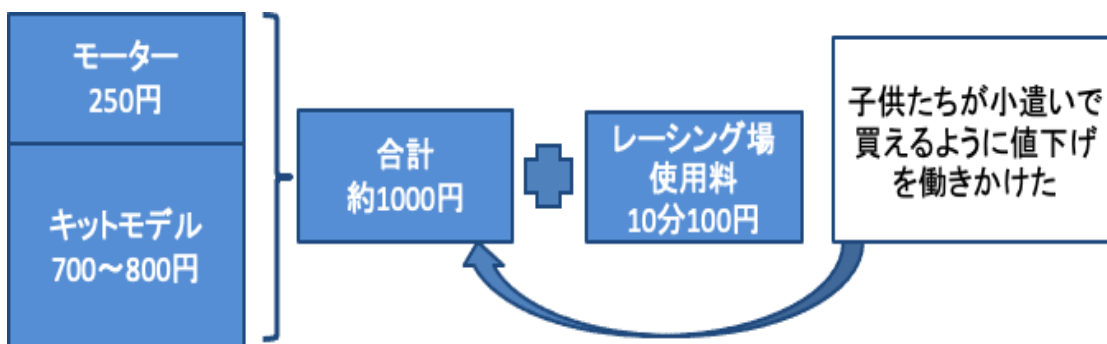 モーター
250円
キットモデル
700～800円
合計
約1000円
レーシング場
使用料
10分100円
子供たちが小遣いで
買えるように値下げ
を働きかけた